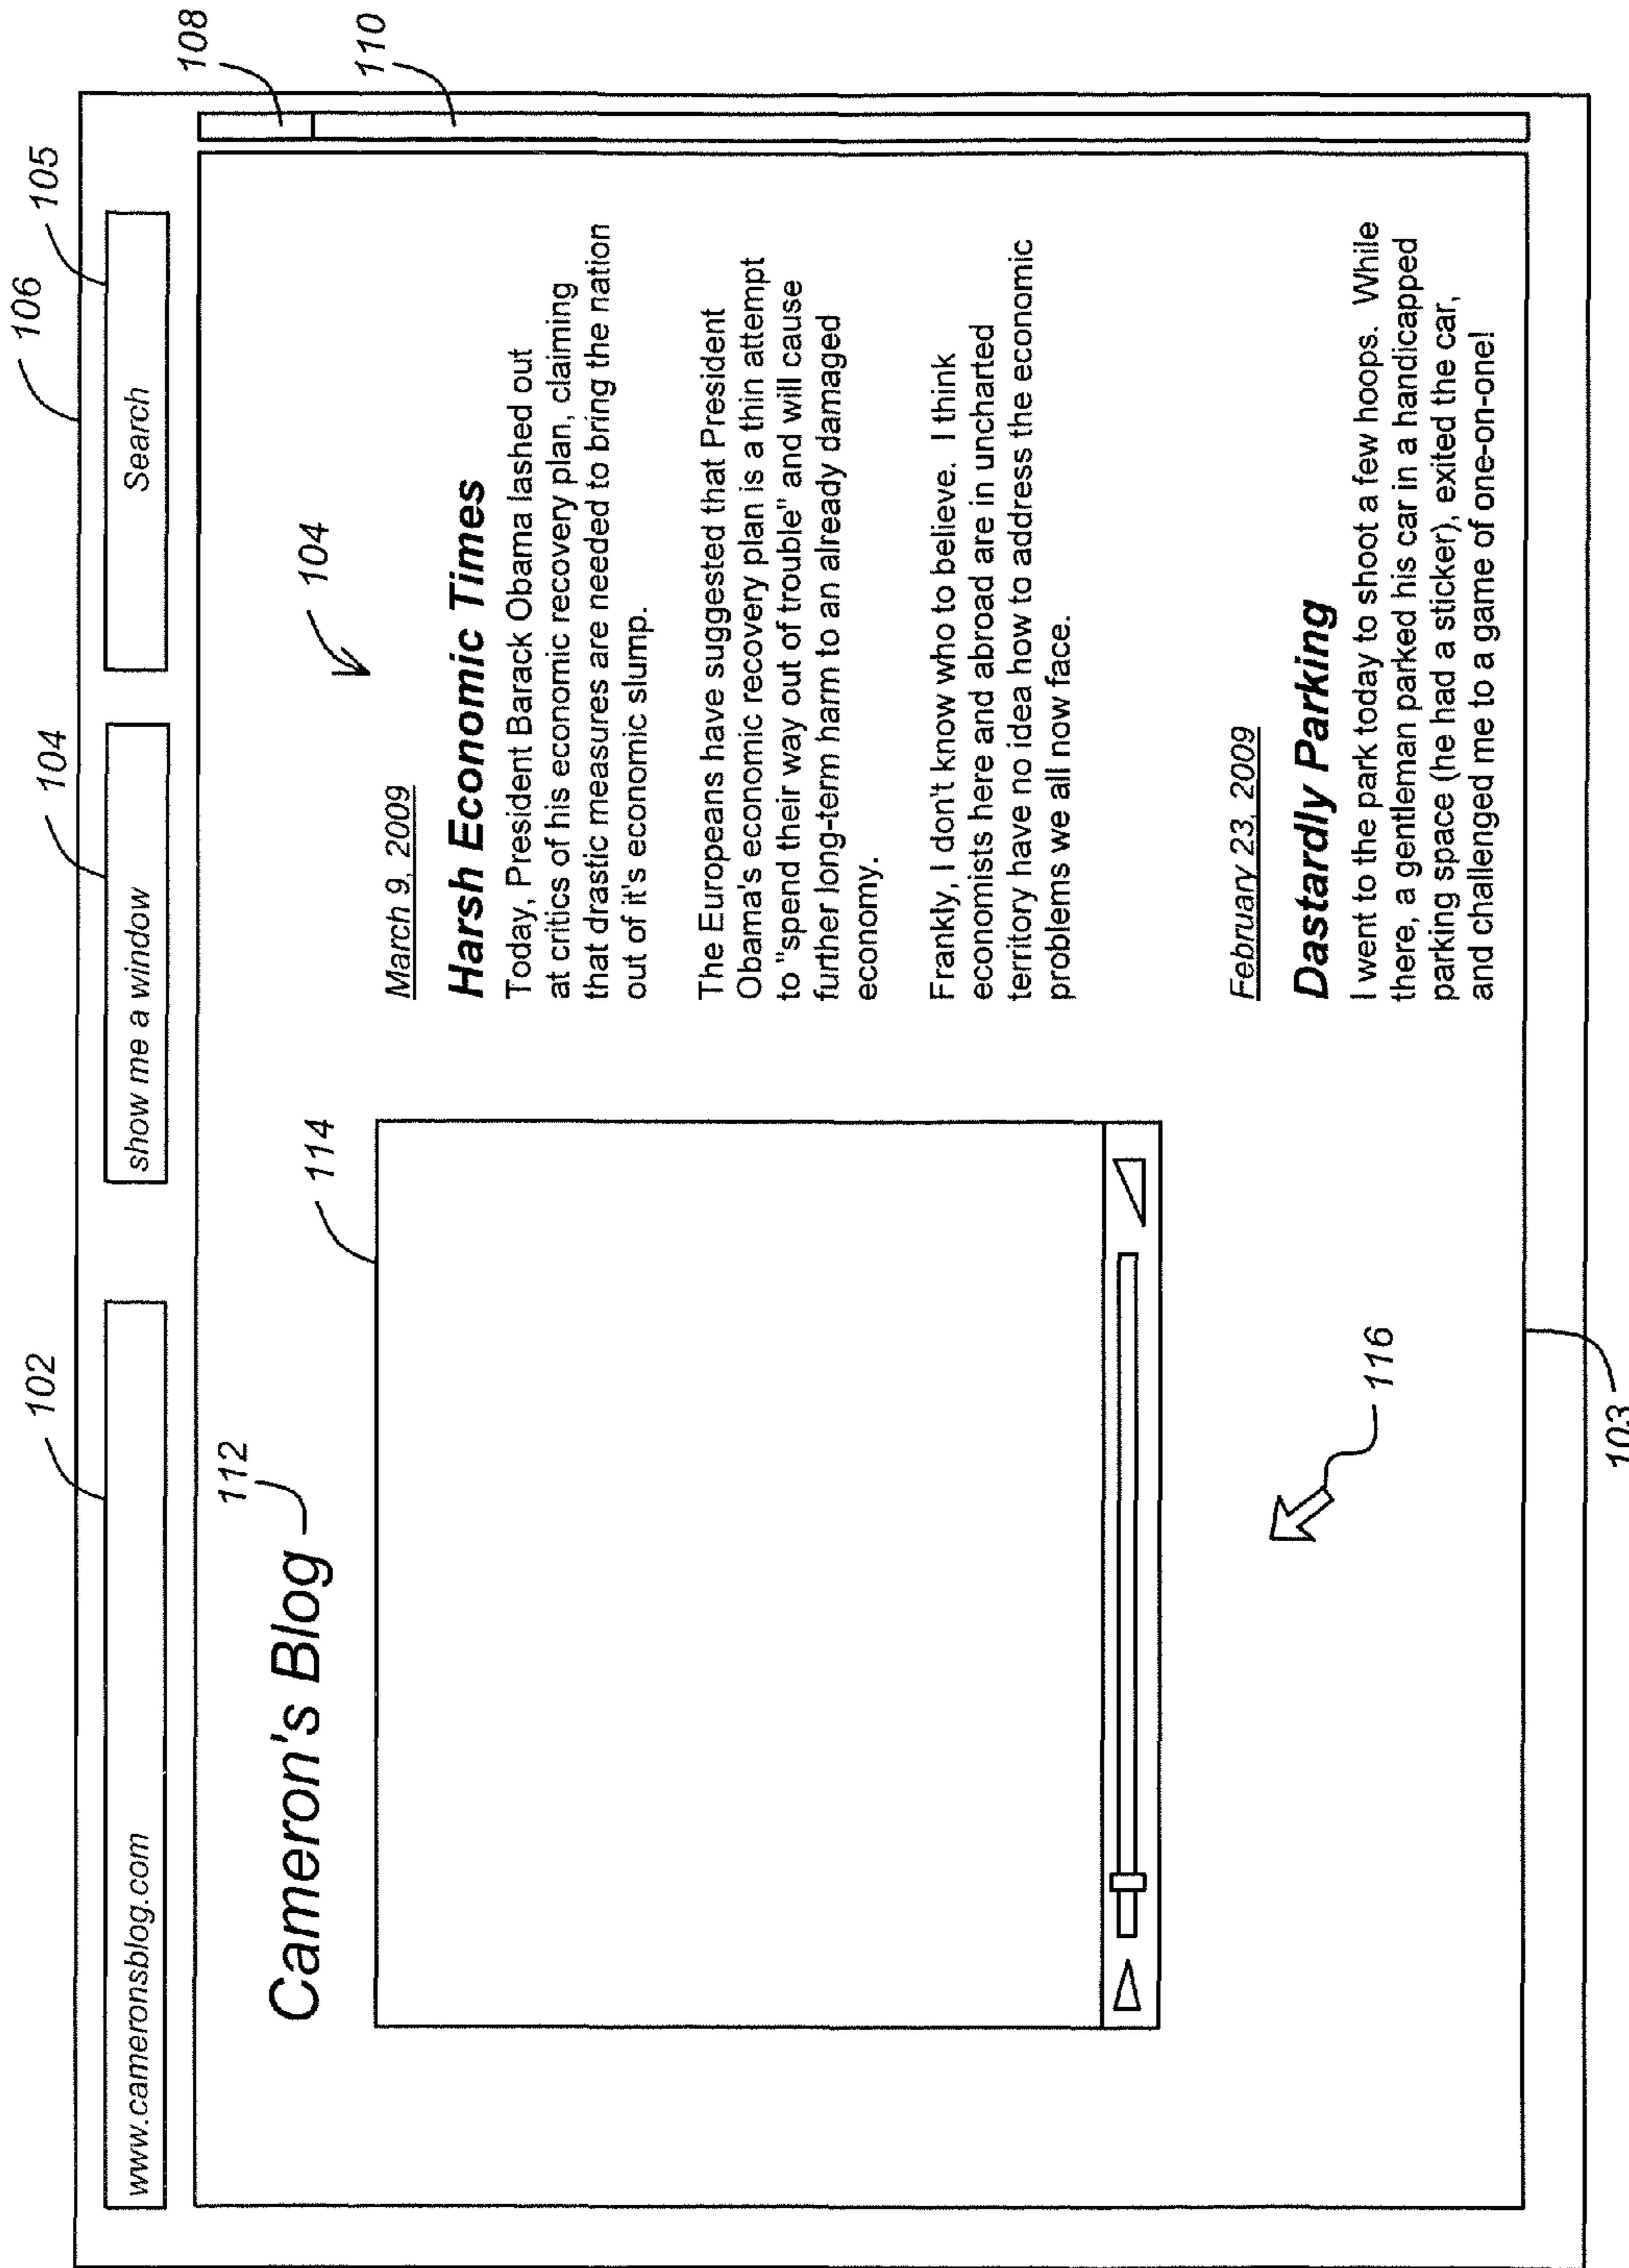 106
102
104
105
www.cameronsblog.com
show me a window
Search
108
110
112
Cameron's Blog
114
104
March 9, 2009
Harsh Economic Times
Today, President Barack Obama lashed out
at critics of his economic recovery plan, claiming
that drastic measures are needed to bring the nation
out of it's economic slump.
The Europeans have suggested that President
Obama's economic recovery plan is a thin attempt
to "spend their way out of trouble" and will cause
further long-term harm to an already damaged
economy.
Frankly, I don't know who to believe. I think
economists here and abroad are in uncharted
territory have no idea how to address the economic
problems we all now face.
February 23, 2009
Dastardly Parking
I went to the park today to shoot a few hoops. While
there, a gentleman parked his car in a handicapped
parking space (he had a sticker), exited the car,
and challenged me to a game of one-on-one!
116
103